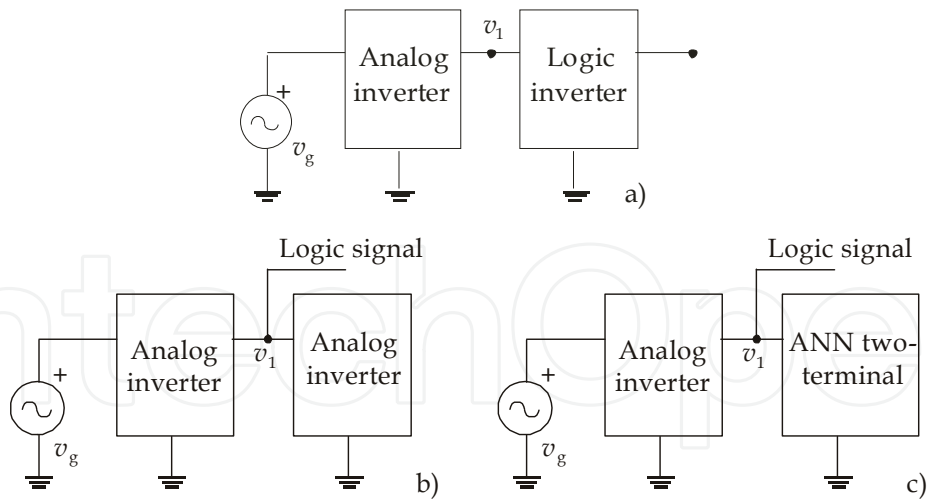 v1
Analog
inverter
Logic
inverter
+
vg
a)
Logic signal
Analog
inverter
v1
Analog
inverter
+
vg
b)
Logic signal
Analog
inverter
v1
ANN two-
terminal
+
vg
c)
ntechOpe